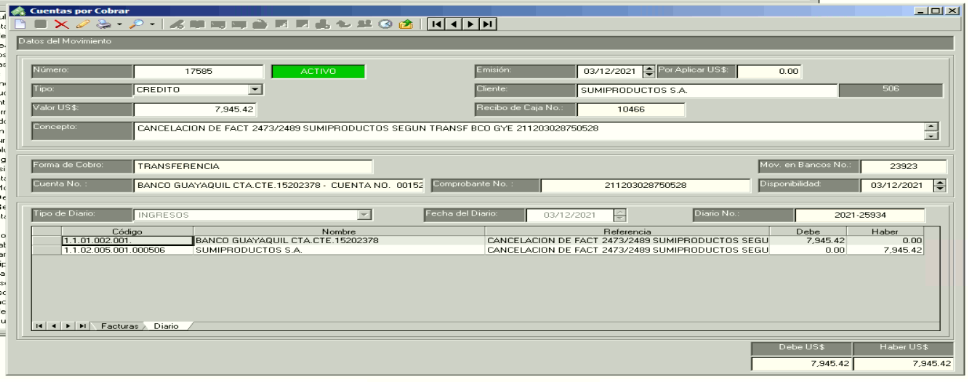 Cuentas por Cobrar
Datos del Movimiento
Número: 17585 ACTIVO Emisión: 03/12/2021 Por Aplicar US$: 0.00
Tipo: CREDITO Cliente: SUMIPRODUCTOS S.A. 506
Valor US$: 7,945.42 Recibo de Caja No.: 10466
Concepto: CANCELACION DE FACT 2473/2489 SUMIPRODUCTOS SEGUN TRANSF BCO GYE 211203028750528
Forma de Cobro: TRANSFERENCIA Mov. en Bancos No.: 23923
Cuenta No. : BANCO GUAYAQUIL CTA.CTE.15202378 - CUENTA NO. 00152 Comprobante No. : 211203028750528 Disponibilidad: 03/12/2021
Tipo de Diario: INGRESOS Fecha del Diario: 03/12/2021 Diario No.: 2021-25934
Código Nombre Referencia Debe Haber
1.1.01.002.001. BANCO GUAYAQUIL CTA.CTE.15202378 CANCELACION DE FACT 2473/2489 SUMIPRODUCTOS SEGU 7,945.42 0.00
1.1.02.005.001.000506 SUMIPRODUCTOS S.A. CANCELACION DE FACT 2473/2489 SUMIPRODUCTOS SEGU 0.00 7,945.42
Facturas Diario
Debe US$ Haber US$
7,945.42 7,945.42